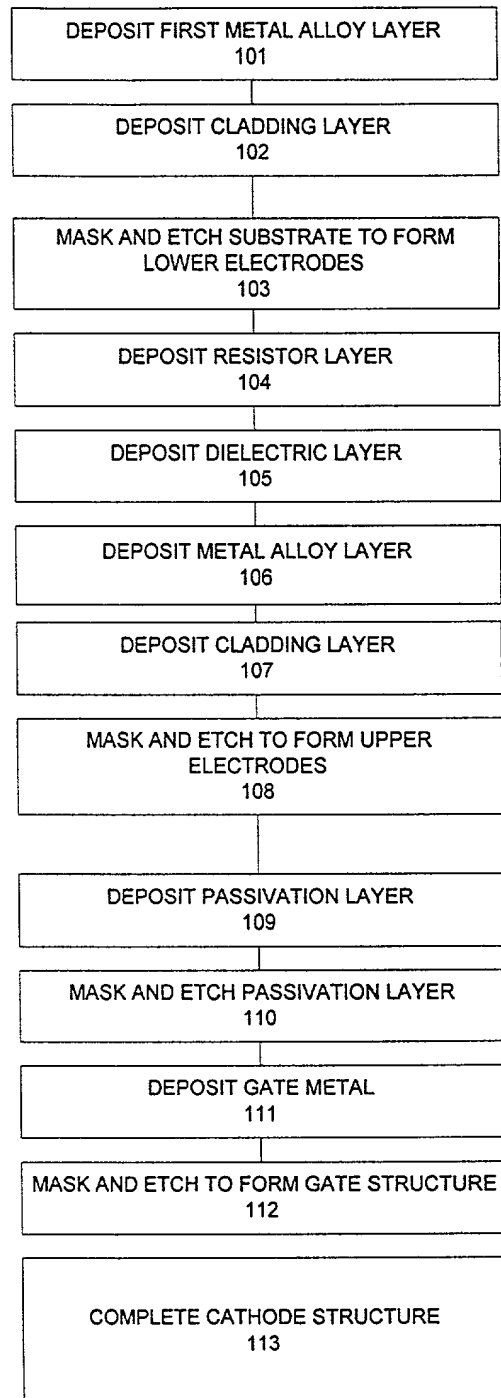 DEPOSIT FIRST METAL ALLOY LAYER
101
DEPOSIT CLADDING LAYER
102
MASK AND ETCH SUBSTRATE TO FORM
LOWER ELECTRODES
103
DEPOSIT RESISTOR LAYER
104
DEPOSIT DIELECTRIC LAYER
105
DEPOSIT METAL ALLOY LAYER
106
DEPOSIT CLADDING LAYER
107
MASK AND ETCH TO FORM UPPER
ELECTRODES
108
DEPOSIT PASSIVATION LAYER
109
MASK AND ETCH PASSIVATION LAYER
110
DEPOSIT GATE METAL
111
MASK AND ETCH TO FORM GATE STRUCTURE
112
COMPLETE CATHODE STRUCTURE
113